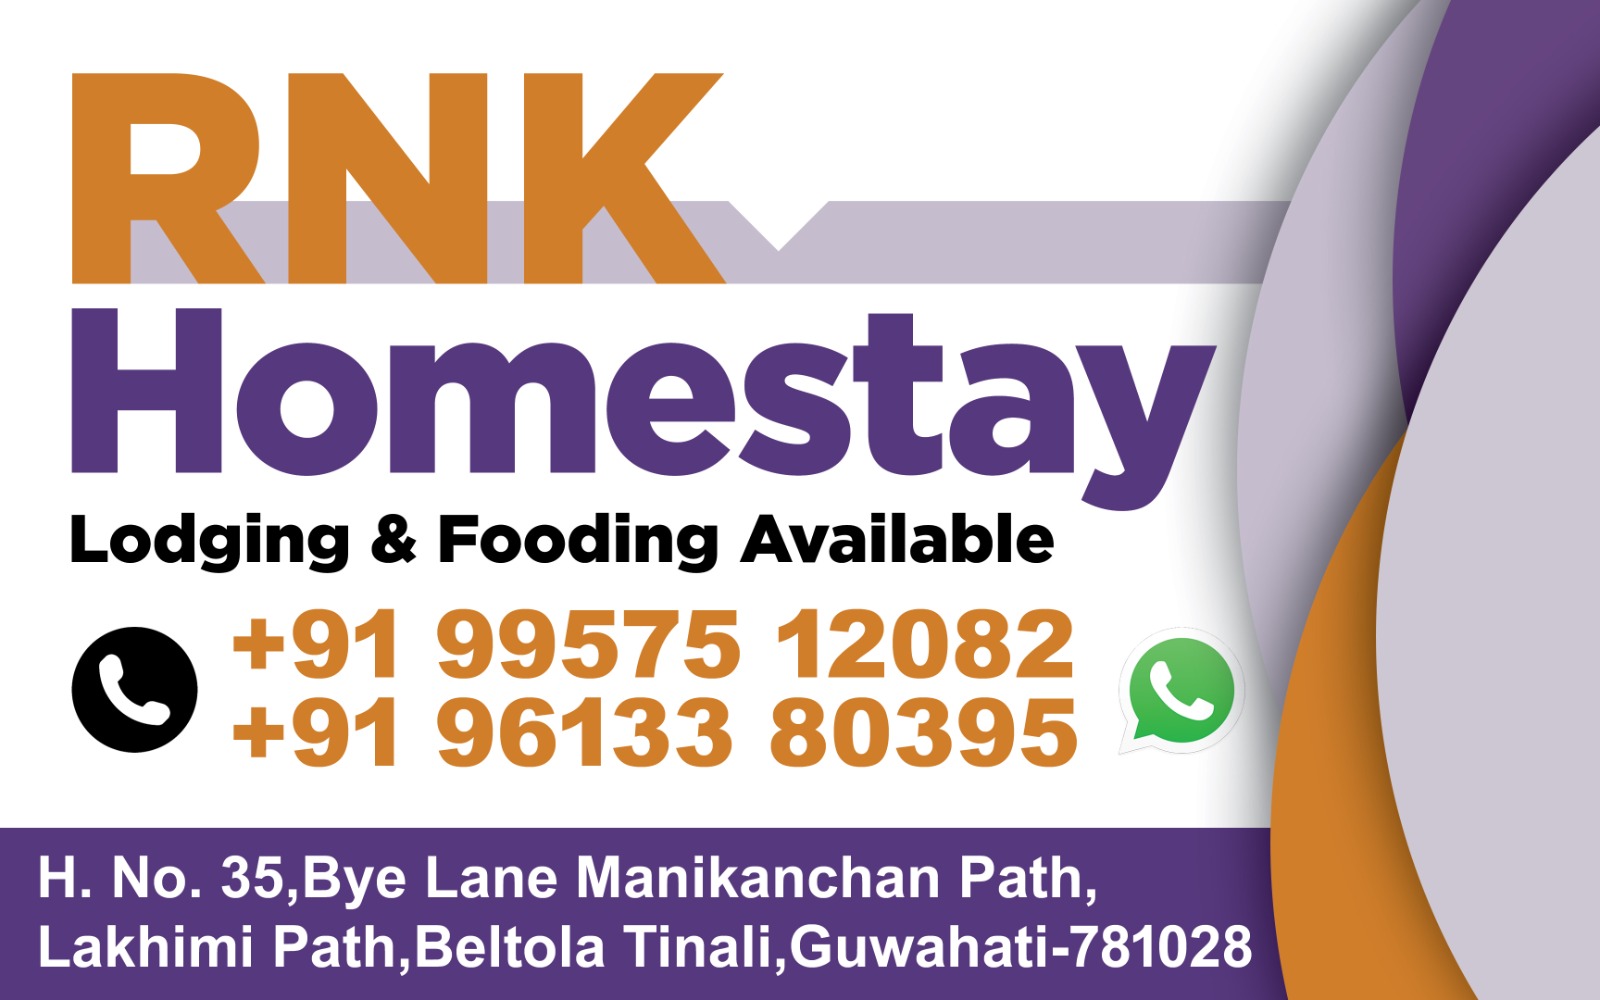 RNK
Homestay
Lodging & Fooding Available
+91 99575 12082
+91 96133 80395
H. No. 35,Bye Lane Manikanchan Path,
Lakhimi Path,Beltola Tinali,Guwahati-781028